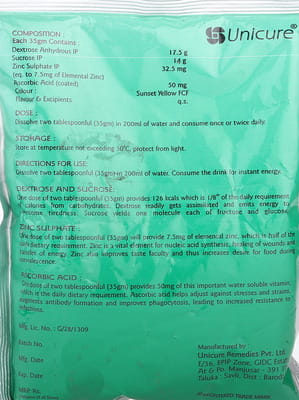 Unicure®
COMPOSITION :
Each 35gm Contains :
Dextrose Anhydrous IP 17.5 g
Sucrose IP 14 g
Zinc Sulphate IP 32.5 mg
(eq. to 7.5mg of Elemental Zinc)
Ascorbic Acid (coated) 50 mg
Colour : Sunset Yellow FCF
Flavour & Excipients q.s.
DOSE :
Dissolve two tablespoonful (35gm) in 200ml of water and consume once or twice daily.
STORAGE :
Store at temperature not exceeding 30°C, protect from light.
DIRECTIONS FOR USE:
Dissolve two tablespoonful (35gm) in 200ml of water. Consume the drink for instant energy.
DEXTROSE AND SUCROSE:
One dose of two tablespoonful (35gm) provides 126 kcals which is 1/8th of the daily requirement
calories from carbohydrates. Dextrose readily gets assimilated and emits energy to
tiredness. Sucrose yields one molecule each of fructose and glucose.
ZINC SULPHATE :
One dose of two tablespoonful (35gm) will provide 7.5mg of elemental zinc, which is half of the
dietary requirement. Zinc is a vital element for nucleic acid synthesis, healing of wounds and
of energy. Zinc also improves taste faculty and thus increases desire for food during
ASCORBIC ACID :
dose of two tablespoonful (35gm) provides 50mg of this important water soluble vitamin,
which is the daily dietary requirement. Ascorbic acid helps adjust against stresses and strains,
augments antibody formation and improves phagocytosis, leading to increased resistance to
infections.
Mfg. Lic. No. : G/28/1309
Batch No.
Mfg. Date
Exp. Date
Manufactured by :
Unicure Remedies Pvt. Ltd.
E/36, EPIP Zone, GIDC Estate
At & Po. Manjusar - 391
Taluka : Savli, Dist : Barod
TRADE MARK